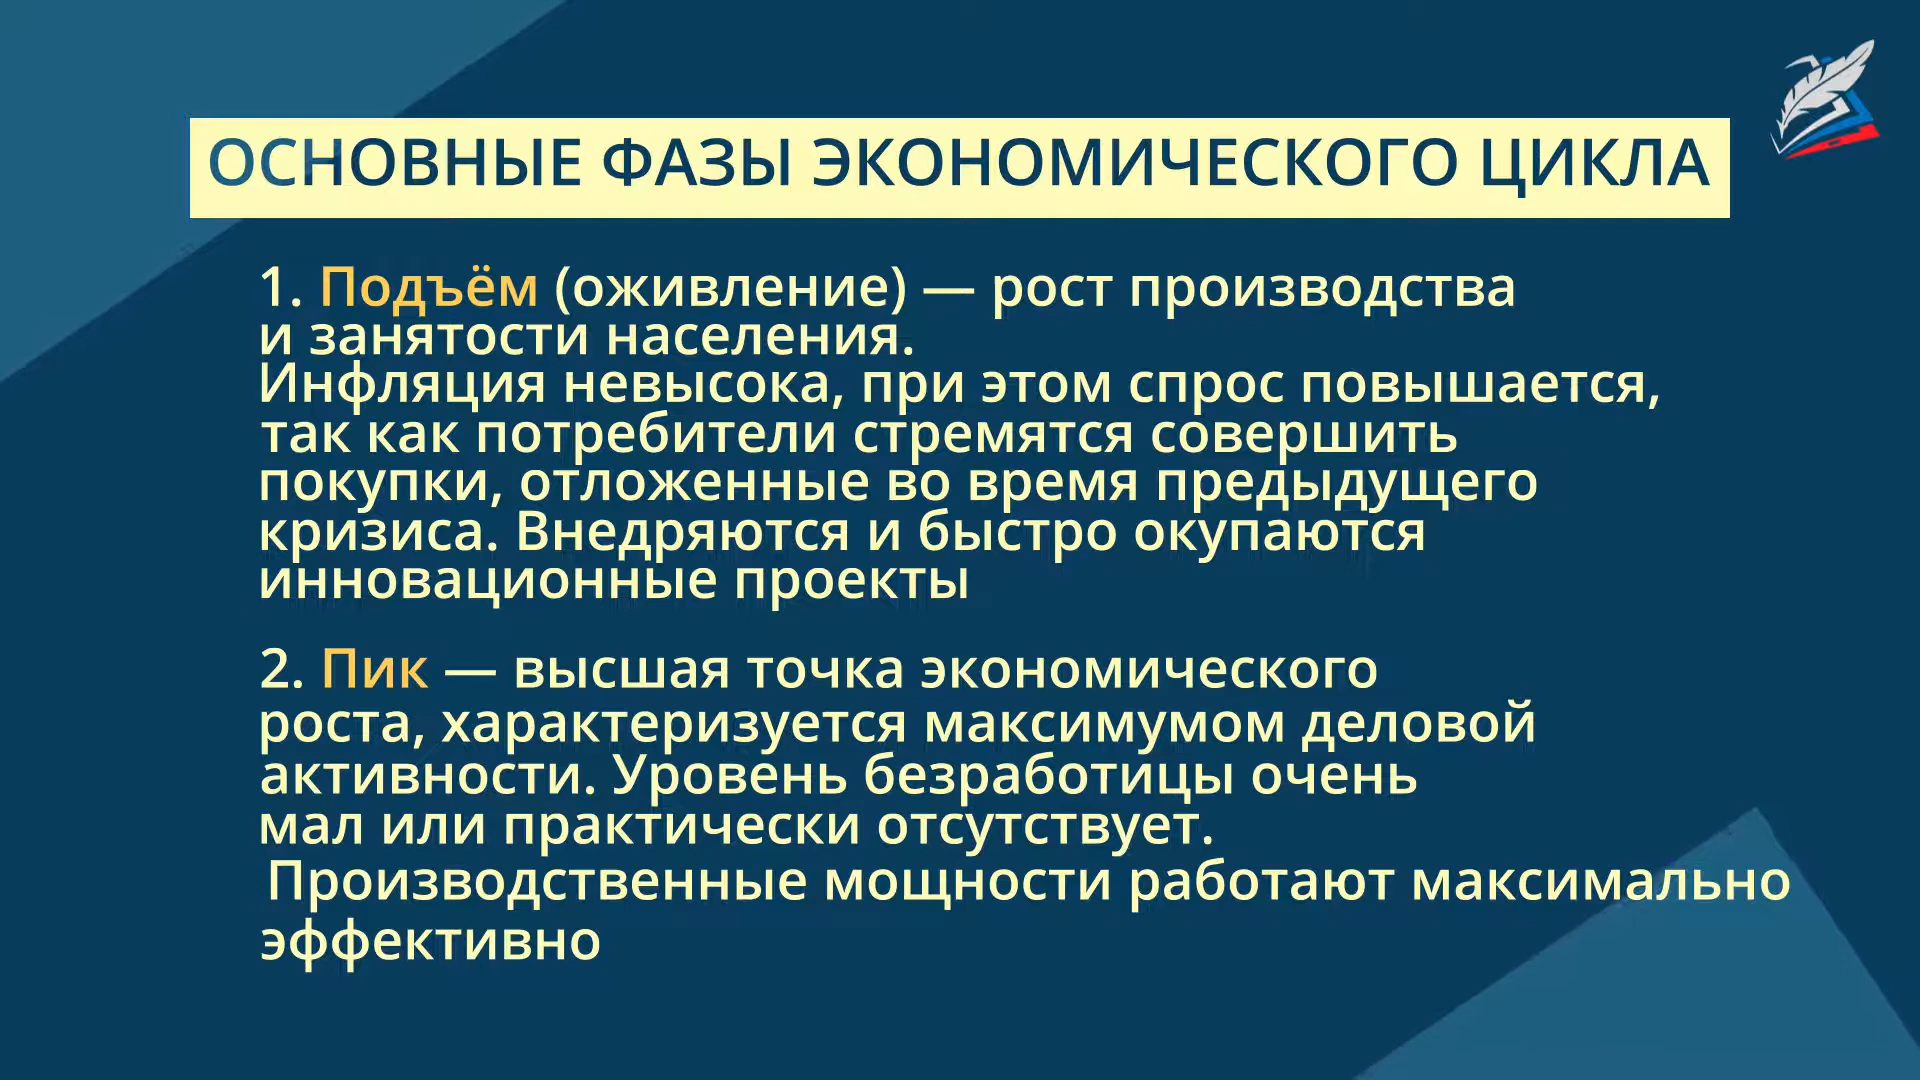 ОСНОВНЫЕ ФАЗЫ ЭКОНОМИЧЕСКОГО ЦИКЛА
1. Подъём (оживление) — рост производства
и занятости населения.
Инфляция невысока, при этом спрос повышается,
так как потребители стремятся совершить
покупки, отложенные во время предыдущего
кризиса. Внедряются и быстро окупаются
инновационные проекты
2. Пик — высшая точка экономического
роста, характеризуется максимумом деловой
активности. Уровень безработицы очень
мал или практически отсутствует.
Производственные мощности работают максимально
эффективно